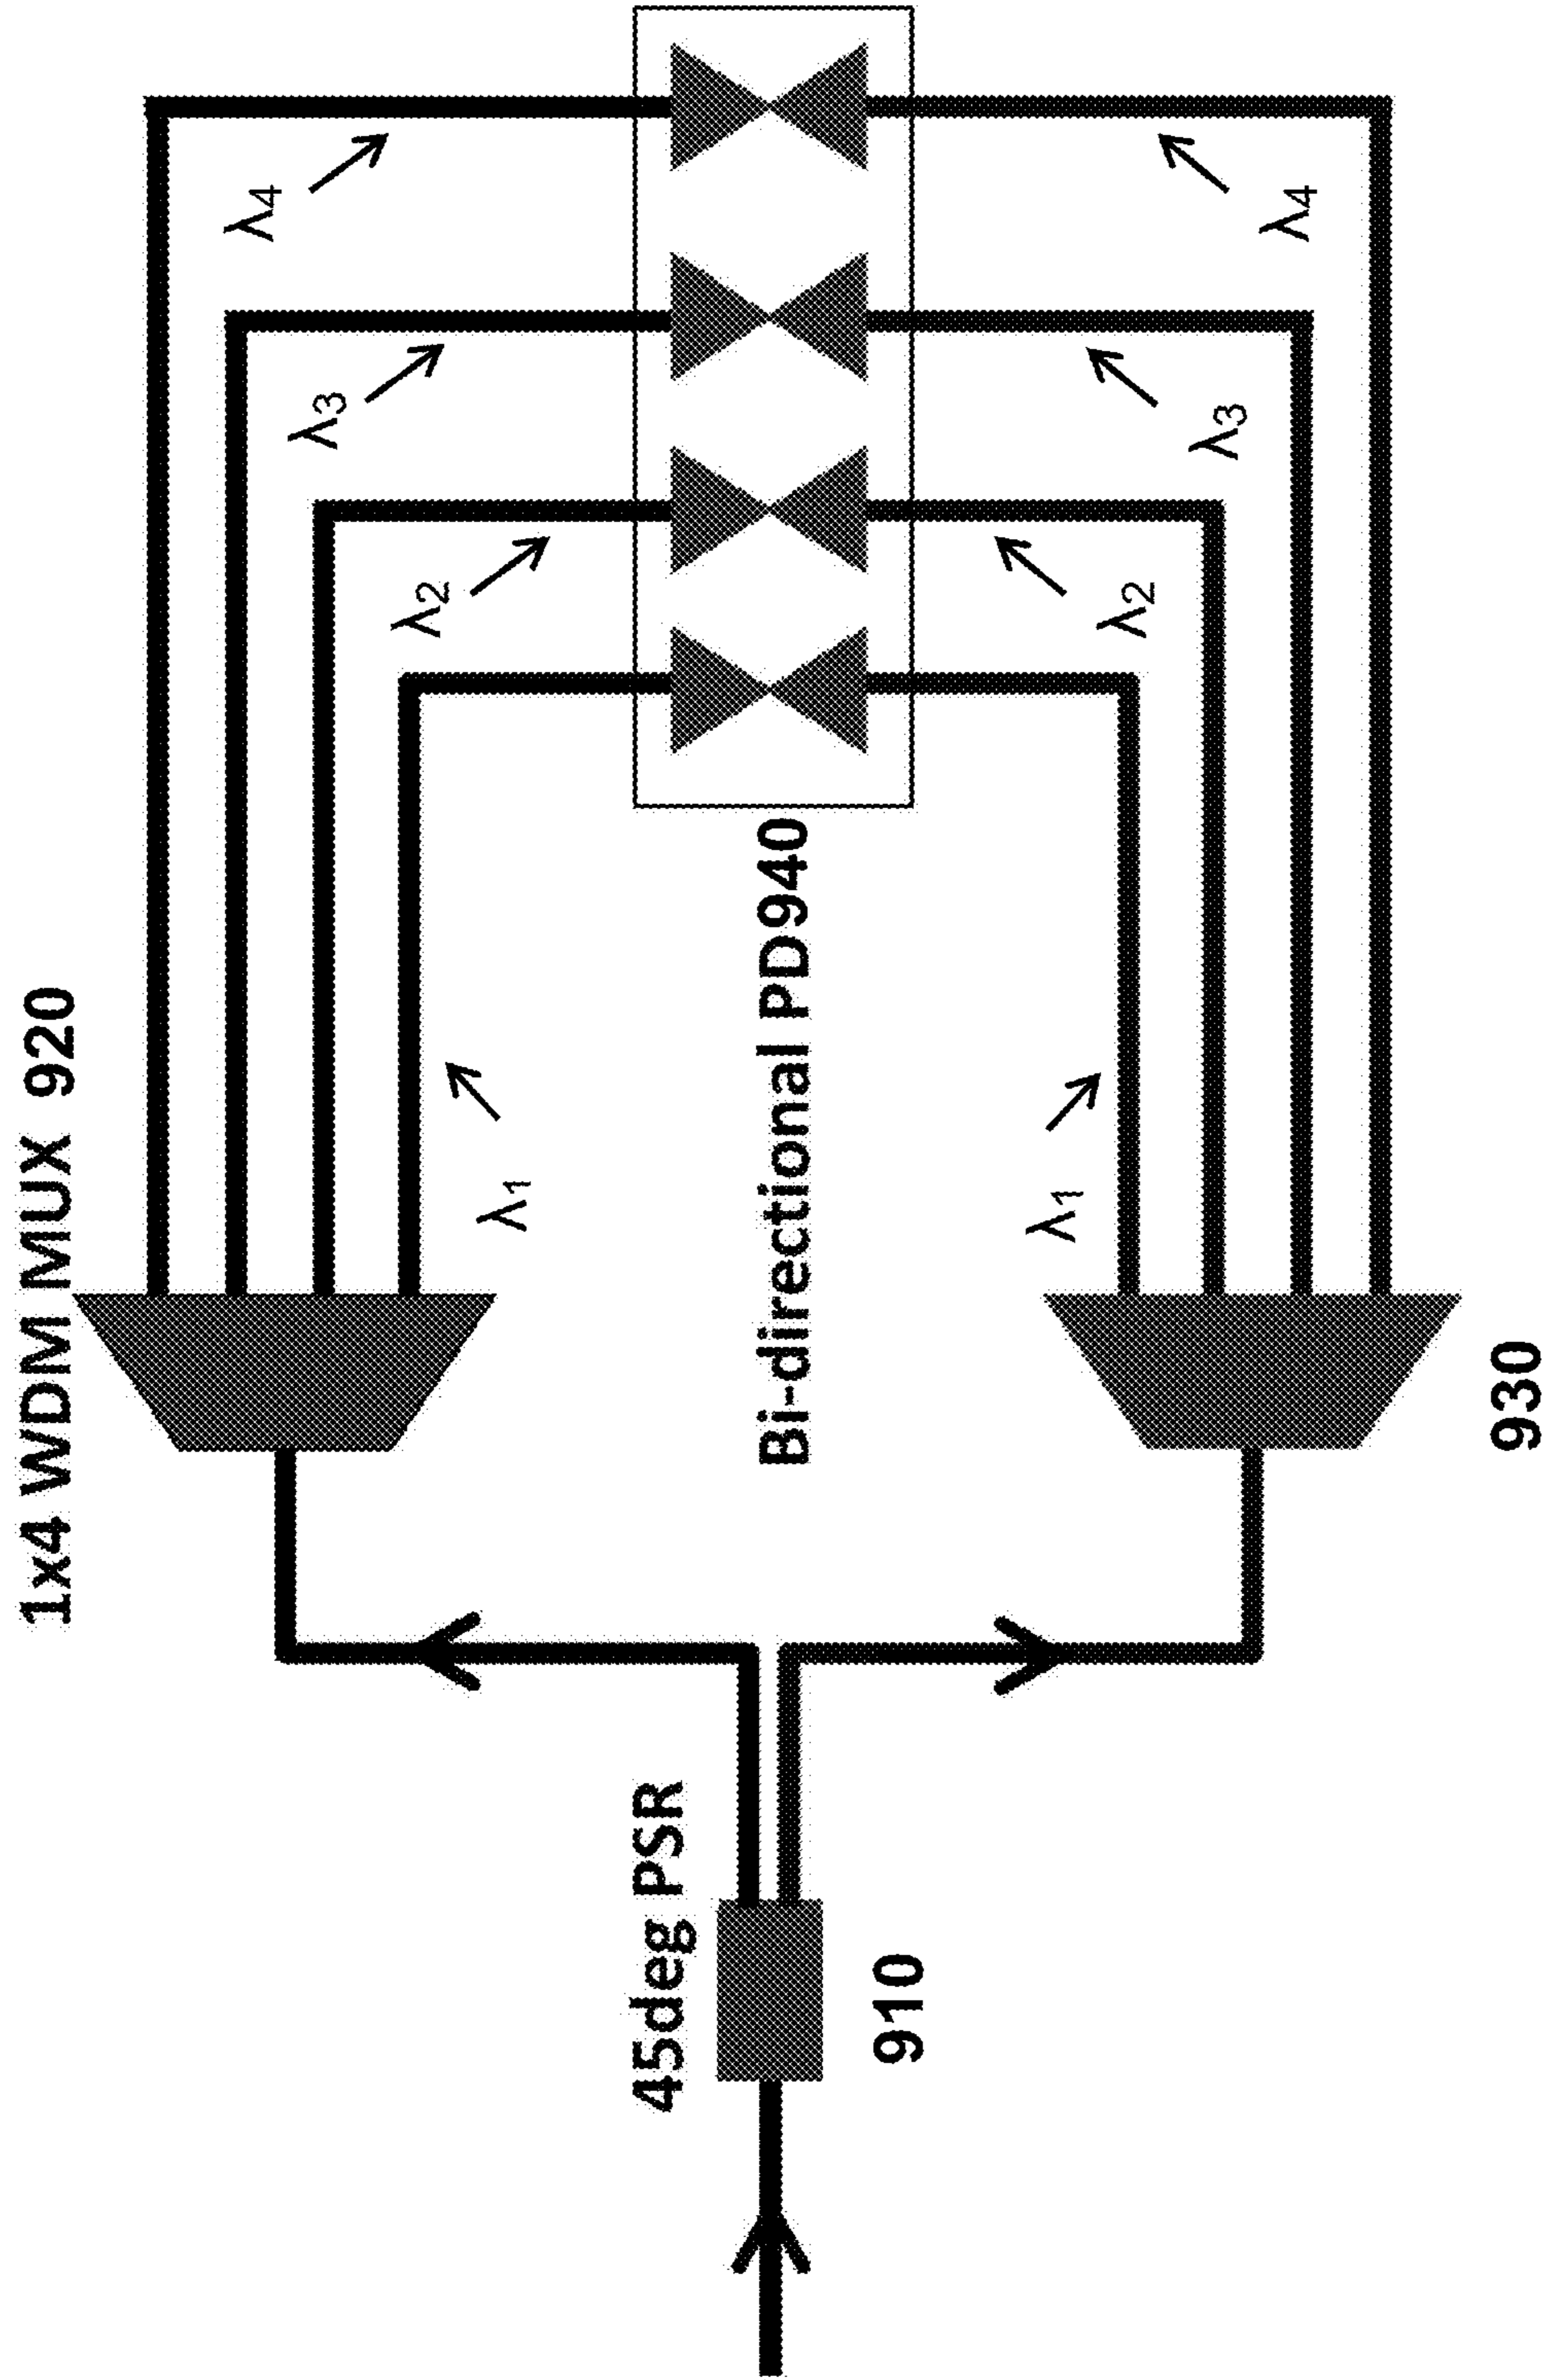 1x4 WDM MUX 920
λ4
λ3
λ2
λ1
45deg PSR
910
Bi-directional PD940
λ1
λ2
λ3
λ4
930